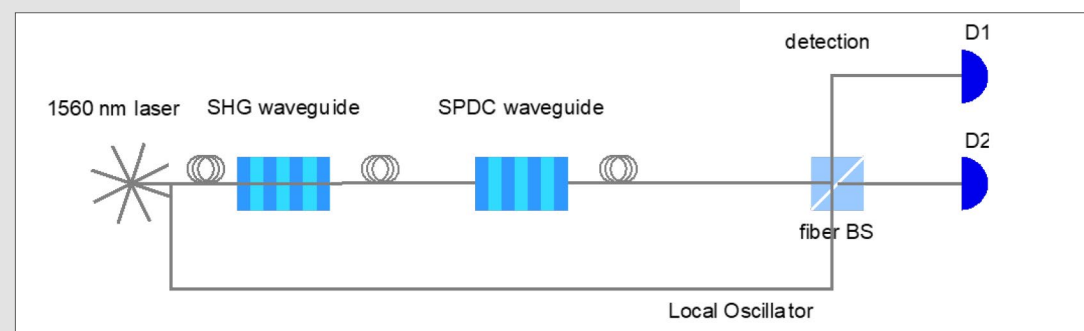 D1
detection
1560 nm laser
SHG waveguide
SPDC waveguide
D2
fiber BS
Local Oscillator